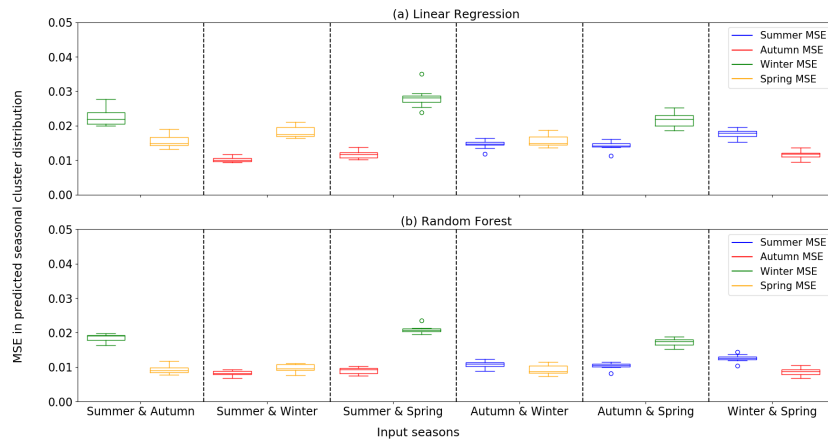 (a) Linear Regression
0.05
0.04
0.03
0.02
0.01
0.00
Summer MSE
Autumn MSE
Winter MSE
Spring MSE
MSE in predicted seasonal cluster distribution
(b) Random Forest
0.05
0.04
0.03
0.02
0.01
0.00
Summer MSE
Autumn MSE
Winter MSE
Spring MSE
Summer & Autumn Summer & Winter Summer & Spring Autumn & Winter Autumn & Spring Winter & Spring
Input seasons